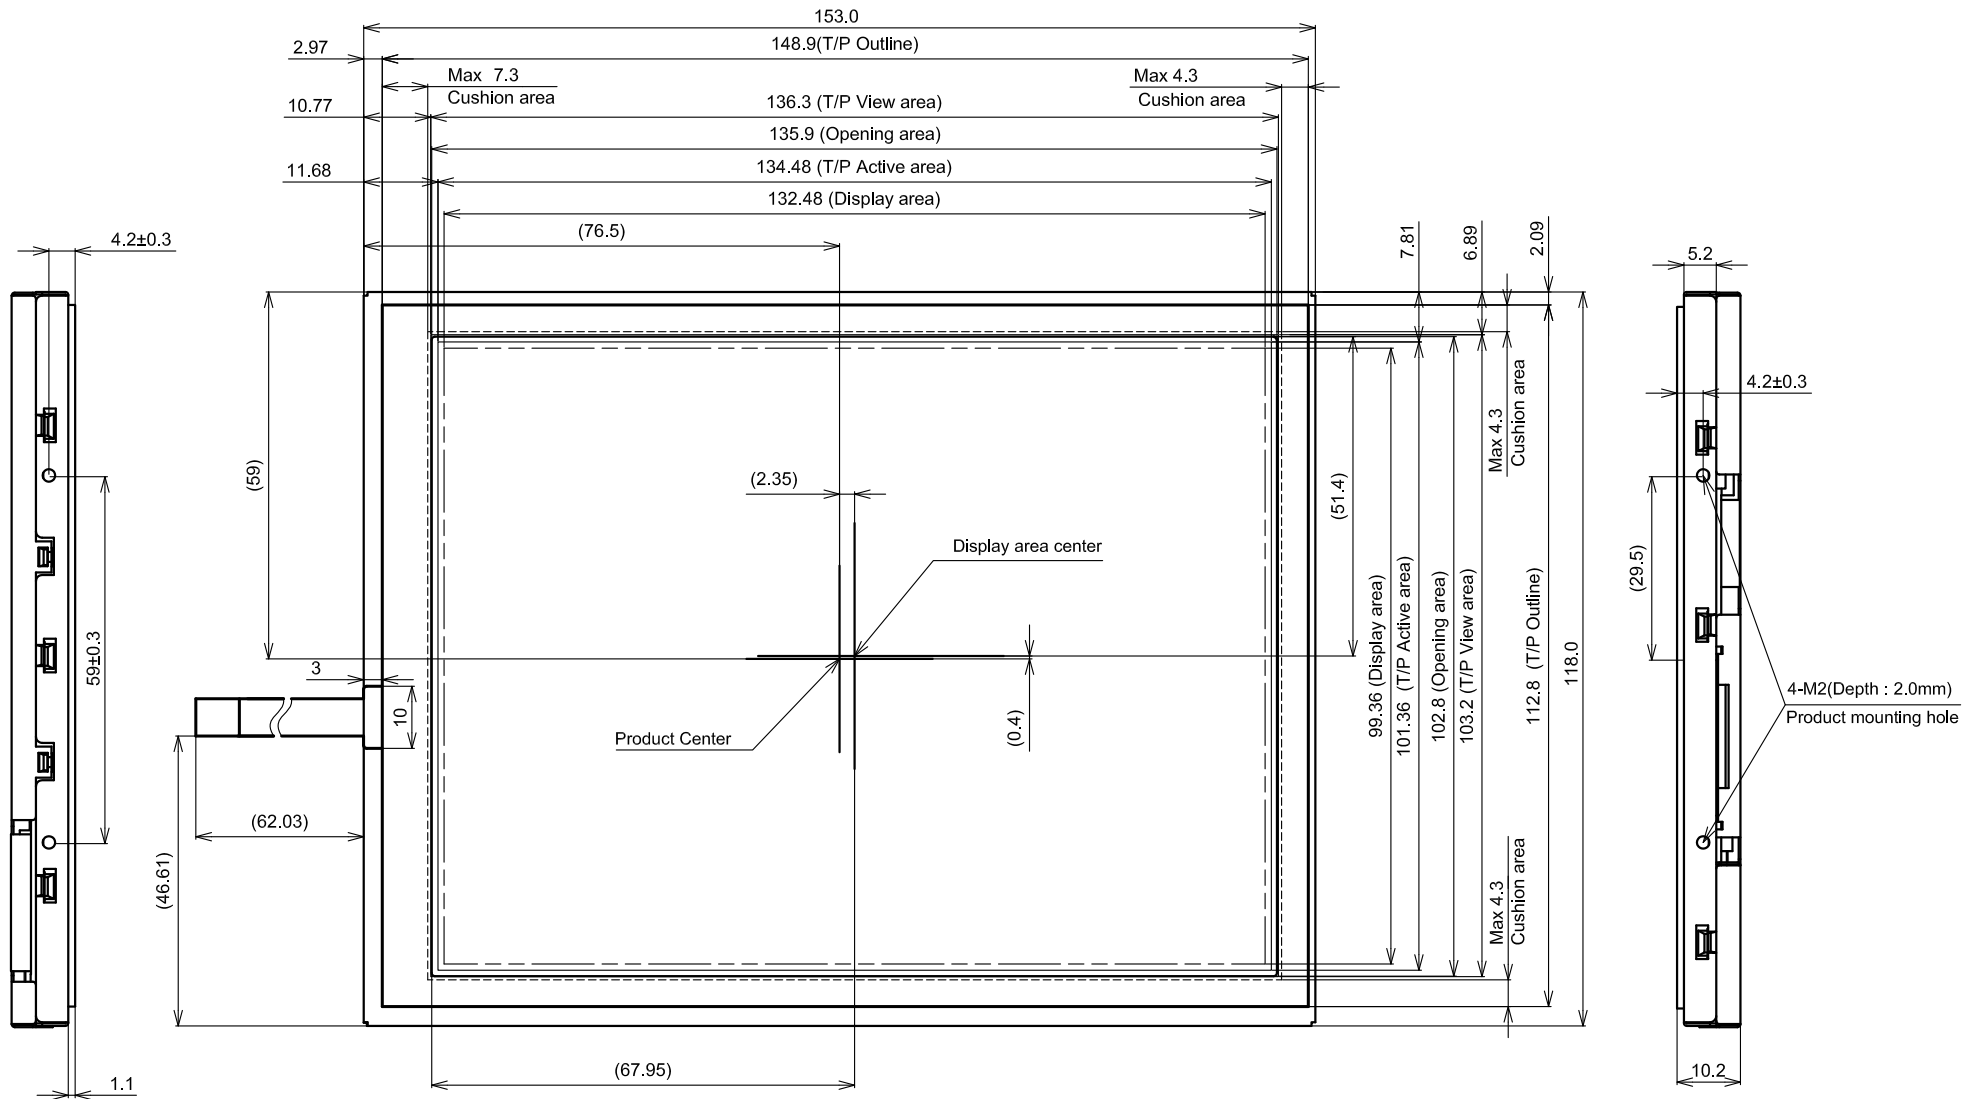 153.0
2.97
148.9(T/P Outline)
Max 7.3
Cushion area
Max 4.3
Cushion area
10.77
136.3 (T/P View area)
135.9 (Opening area)
11.68
134.48 (T/P Active area)
132.48 (Display area)
(76.5)
4.2±0.3
7.81
6.89
2.09
5.2
4.2±0.3
Max 4.3
Cushion area
(59)
(2.35)
(51.4)
(29.5)
Display area center
59±0.3
3
10
Product Center
(0.4)
99.36 (Display area)
101.36 (T/P Active area)
102.8 (Opening area)
103.2 (T/P View area)
112.8 (T/P Outline)
118.0
4-M2(Depth : 2.0mm)
Product mounting hole
(62.03)
(46.61)
Max 4.3
Cushion area
(67.95)
1.1
10.2